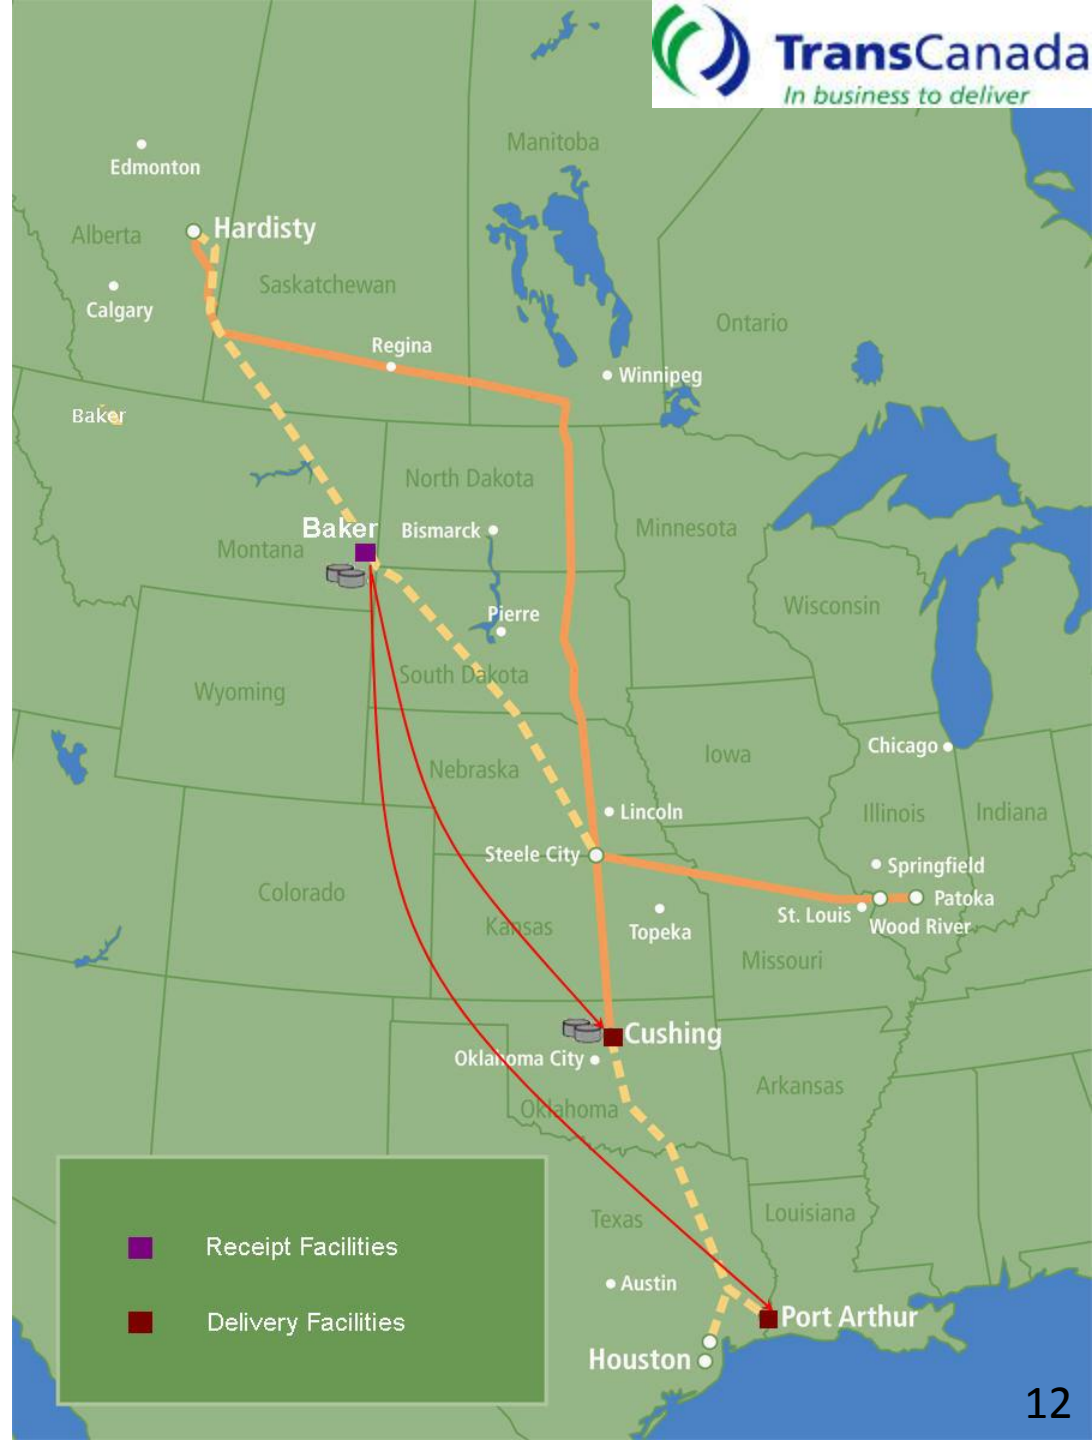 TransCanada
In business to deliver
Manitoba
Edmonton
Hardisty
Alberta
Saskatchewan
Calgary
Ontario
Regina
Winnipeg
Baker
North Dakota
Baker
Bismarck
Minnesota
Montana
Wisconsin
Pierre
South Dakota
Wyoming
Chicago
Iowa
Nebraska
Lincoln
Illinois
Indiana
Steele City
Springfield
Colorado
Patoka
St. Louis
Wood River
Kansas
Topeka
Missouri
Cushing
Oklahoma City
Arkansas
Oklahoma
Texas
Louisiana
Receipt Facilities
Austin
Port Arthur
Delivery Facilities
Houston
12